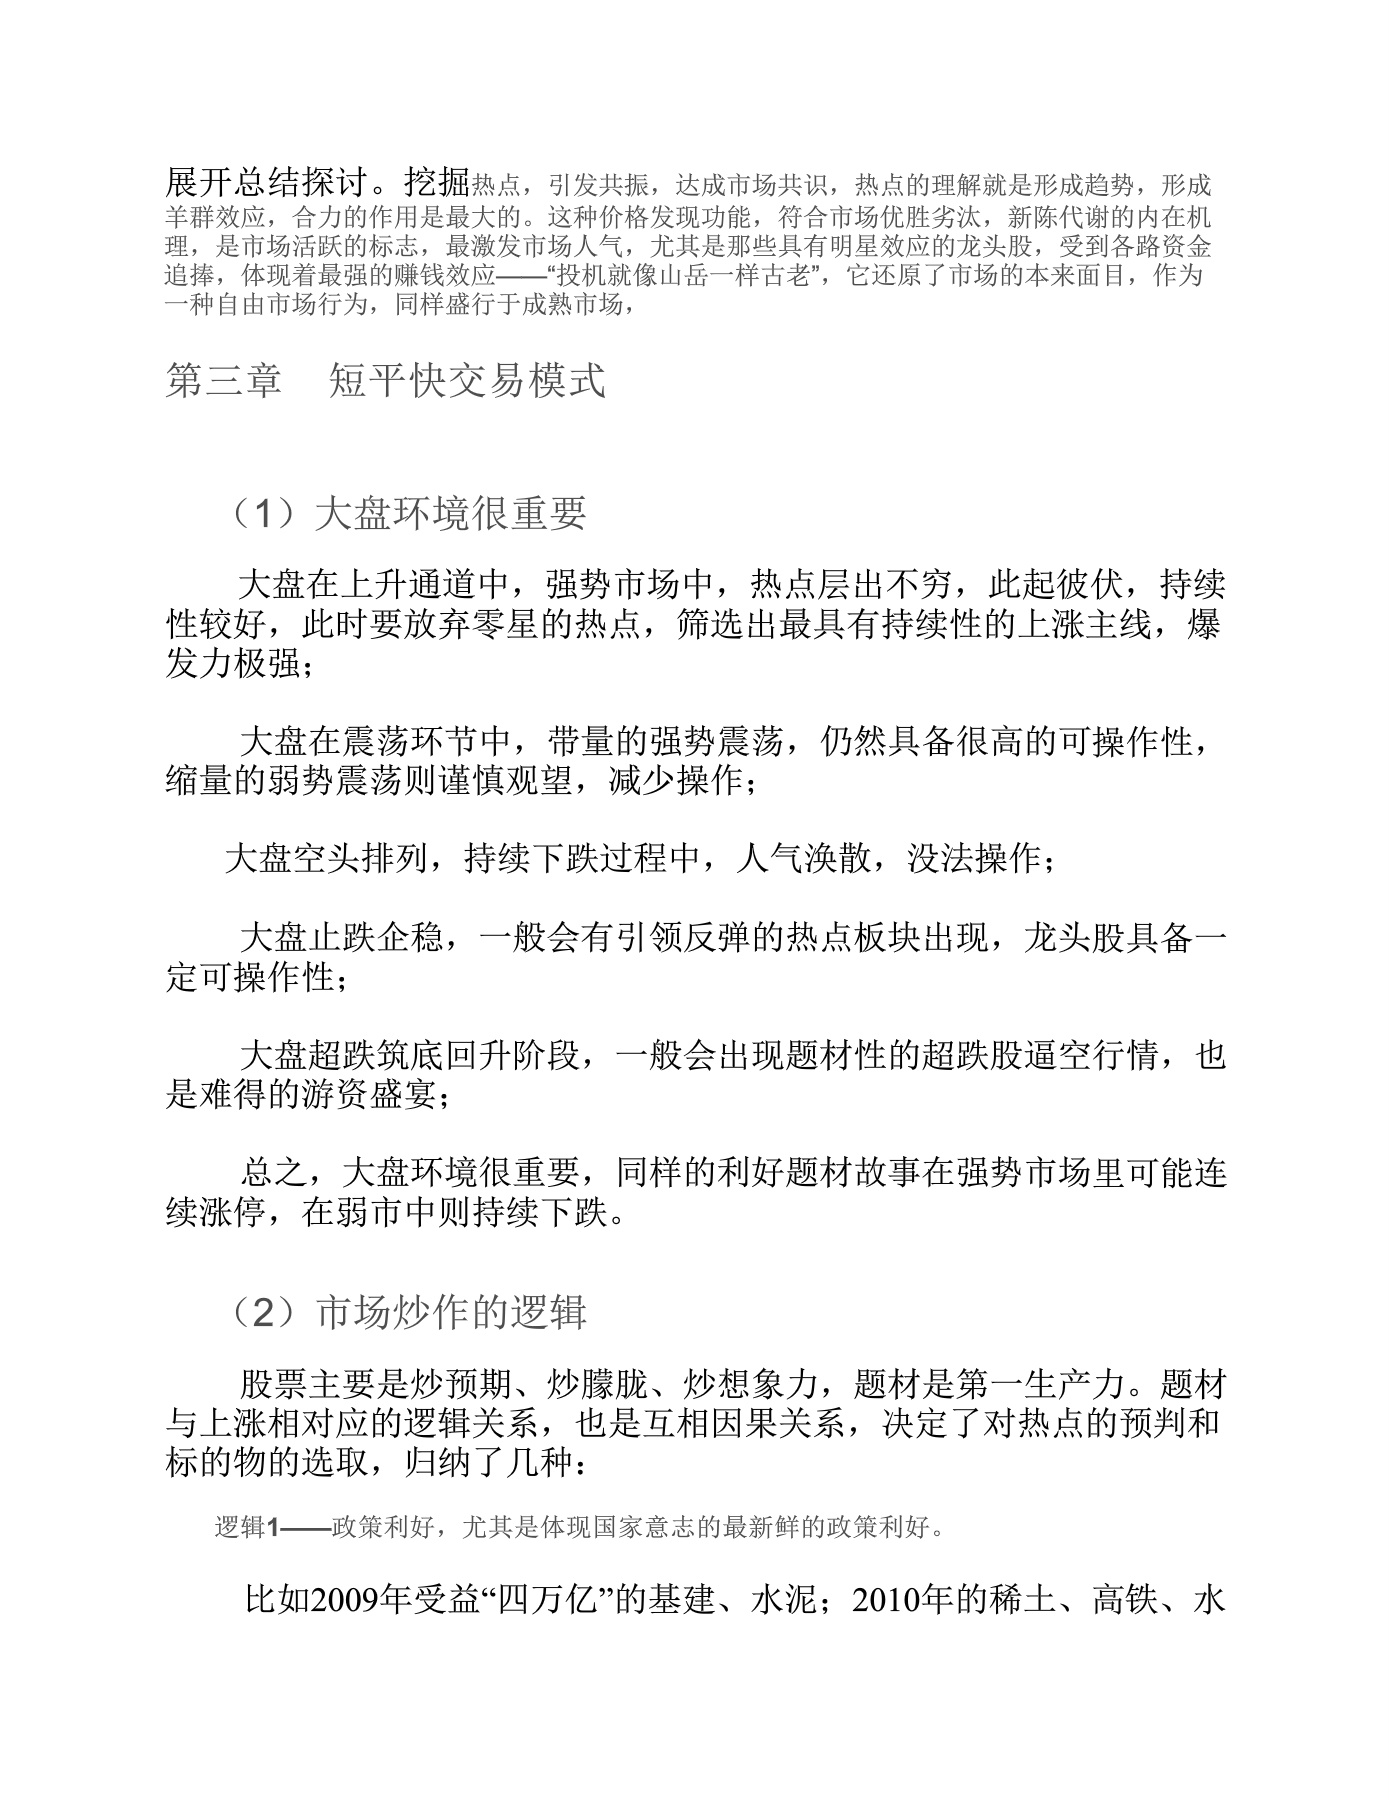 展开总结探讨。挖掘热点，引发共振，达成市场共识，热点的理解就是形成趋势，形成
羊群效应，合力的作用是最大的。这种价格发现功能，符合市场优胜劣汰，新陈代谢的内在机
理，是市场活跃的标志，最激发市场人气，尤其是那些具有明星效应的龙头股，受到各路资金
追捧，体现着最强的赚钱效应——“投机就像山岳一样古老”，它还原了市场的本来面目，作为
一种自由市场行为，同样盛行于成熟市场，
第三章 短平快交易模式
（1）大盘环境很重要
大盘在上升通道中，强势市场中，热点层出不穷，此起彼伏，持续
性较好，此时要放弃零星的热点，筛选出最具有持续性的上涨主线，爆
发力极强；
大盘在震荡环节中，带量的强势震荡，仍然具备很高的可操作性，
缩量的弱势震荡则谨慎观望，减少操作；
大盘空头排列，持续下跌过程中，人气涣散，没法操作；
大盘止跌企稳，一般会有引领反弹的热点板块出现，龙头股具备一
定可操作性；
大盘超跌筑底回升阶段，一般会出现题材性的超跌股逼空行情，也
是难得的游资盛宴；
总之，大盘环境很重要，同样的利好题材故事在强势市场里可能连
续涨停，在弱市中则持续下跌。
（2）市场炒作的逻辑
股票主要是炒预期、炒朦胧、炒想象力，题材是第一生产力。题材
与上涨相对应的逻辑关系，也是互相因果关系，决定了对热点的预判和
标的物的选取，归纳了几种：
逻辑1——政策利好，尤其是体现国家意志的最新鲜的政策利好。
比如2009年受益“四万亿”的基建、水泥；2010年的稀土、高铁、水